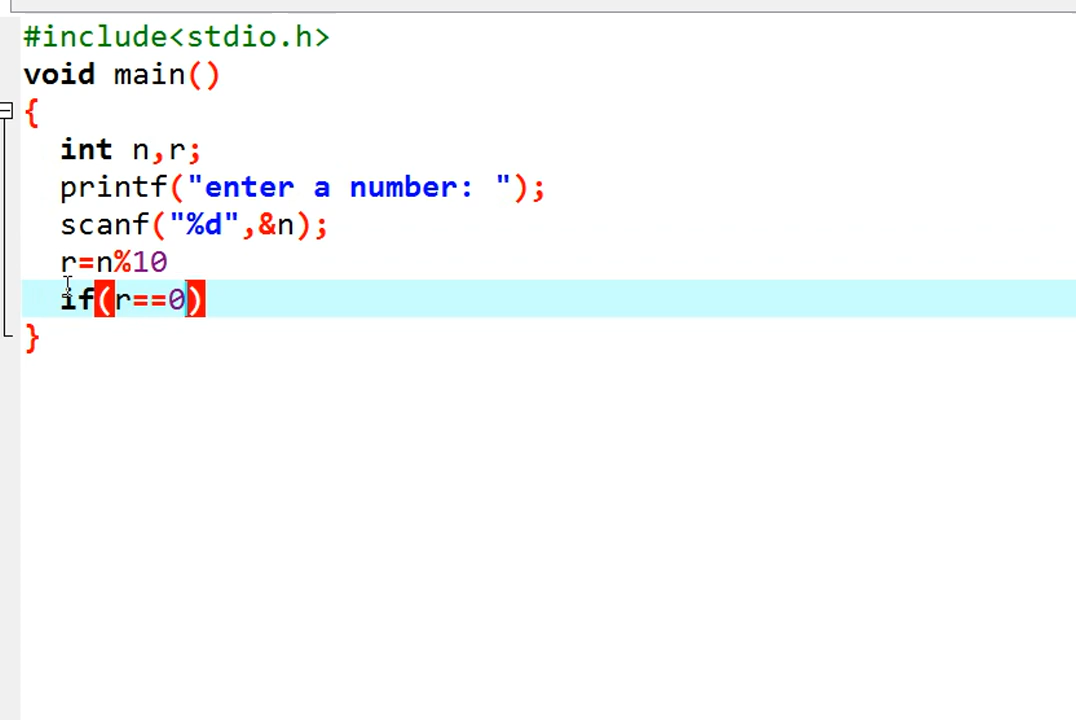 #include<stdio.h>
void main()
{
int n,r;
printf("enter a number: ");
scanf("%d",&n);
r=n%10
if(r==0)
}